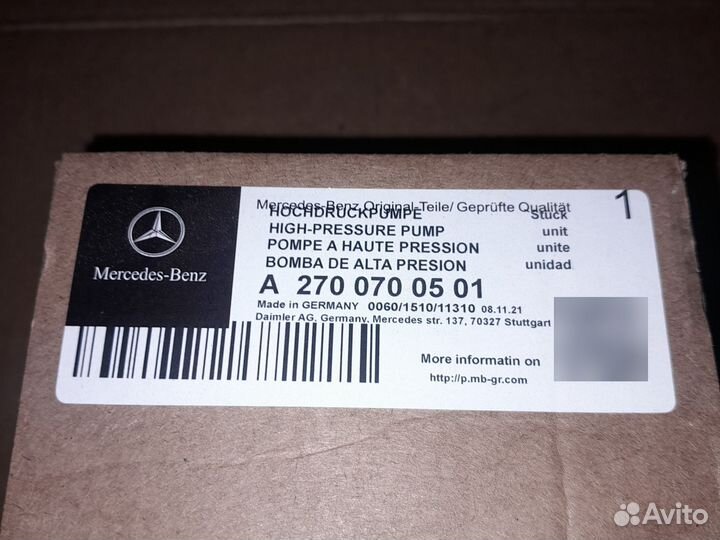 Mercedes-Benz Original-Teile/ Geprüfte Qualität
1
HOCHDRUCKPUMPE Stück
HIGH-PRESSURE PUMP unit
POMPE A HAUTE PRESSION unite
BOMBA DE ALTA PRESION unidad
Mercedes-Benz
A 270 070 05 01
Made in GERMANY 0060/1510/11310 08.11.21
Daimler AG, Germany, Mercedes str. 137, 70327 Stuttgart
More informatin on
http://p.mb-gr.com
Avito